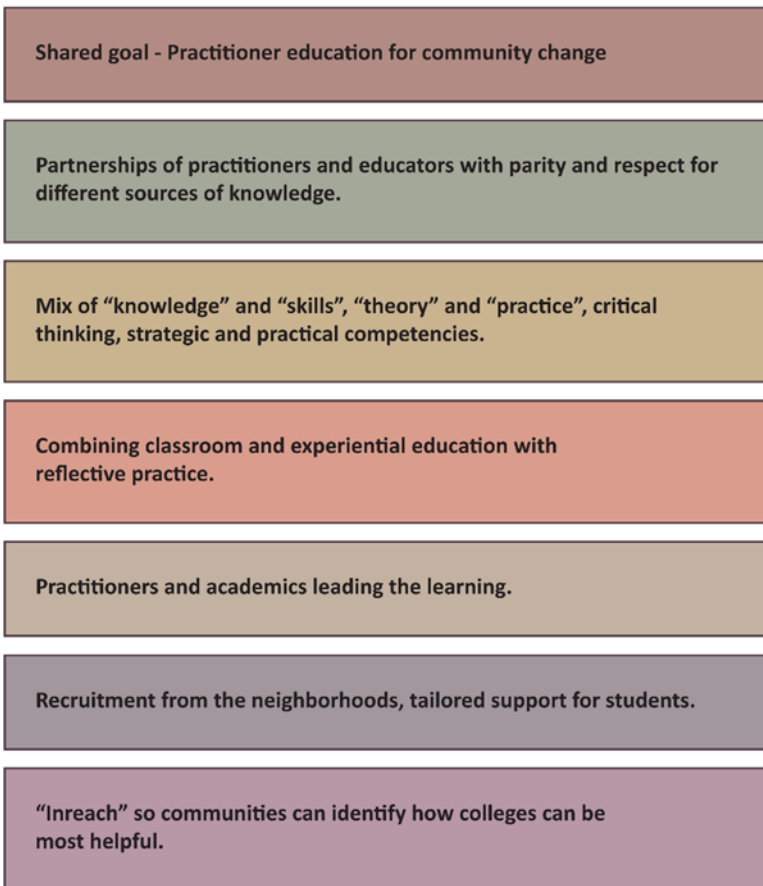 Shared goal - Practitioner education for community change
Partnerships of practitioners and educators with parity and respect for
different sources of knowledge.
Mix of “knowledge” and “skills”, “theory” and “practice”, critical
thinking, strategic and practical competencies.
Combining classroom and experiential education with
reflective practice.
Practitioners and academics leading the learning.
Recruitment from the neighborhoods, tailored support for students.
“Inreach” so communities can identify how colleges can be
most helpful.